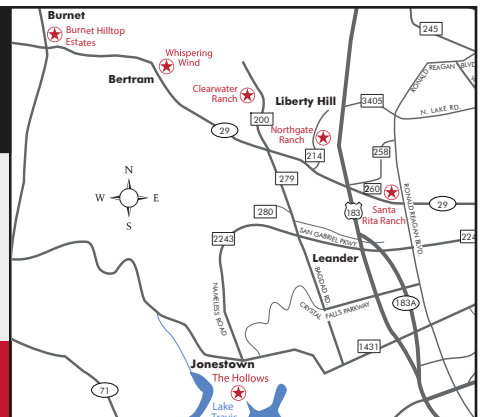 Burnet
Burnet Hilltop
Estates
245
Whispering
Wind
RONALD REAGAN BLVD
Bertram
Clearwater
Ranch
Liberty Hill
3405
N. LAKE RD.
200
29
Northgate
Ranch
214
258
279
260
N
W E
S
Santa
Rita Ranch
RONALD REAGAN BLVD
29
280
183
SAN GABRIEL PKWY
2243
224
Leander
BAGDAD RD
NAMELESS ROAD
CRYSTAL FALLS PARKWAY
183A
1431
Jonestown
The Hollows
71
Lake
Travis